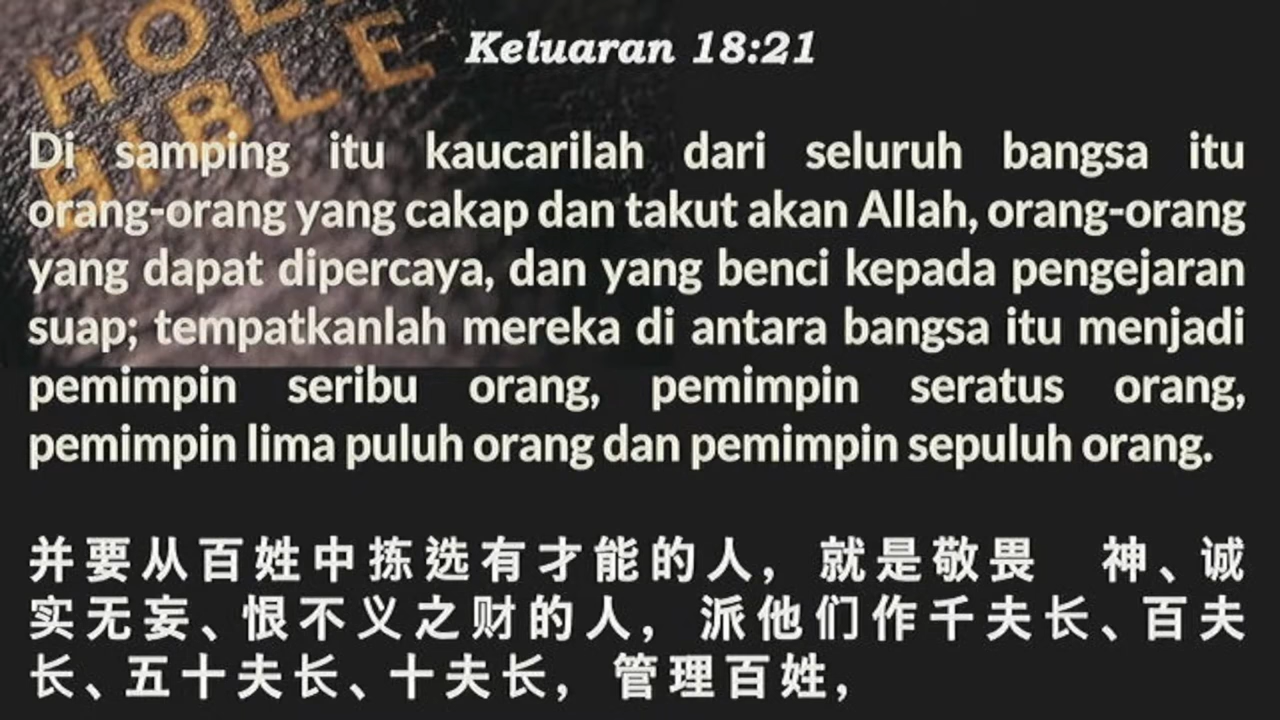 HOLY
BIBLE
Keluaran 18:21
Di samping itu kaucarilah dari seluruh bangsa itu
orang-orang yang cakap dan takut akan Allah, orang-orang
yang dapat dipercaya, dan yang benci kepada pengejaran
suap; tempatkanlah mereka di antara bangsa itu menjadi
pemimpin seribu orang, pemimpin seratus orang,
pemimpin lima puluh orang dan pemimpin sepuluh orang.
并要从百姓中拣选有才能的人，就是敬畏　神、诚
实无妄、恨不义之财的人，派他们作千夫长、百夫
长、五十夫长、十夫长，管理百姓，